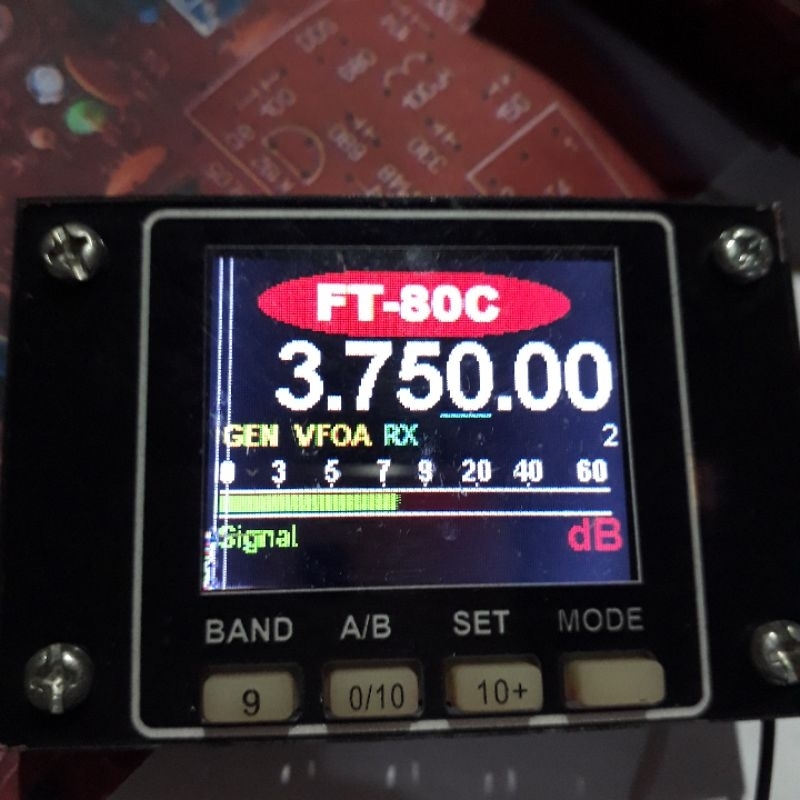 FT-80C
3.750.00
GEN VFOA RX 2
0 3 5 7 9 20 40 60
Signal dB
BAND A/B SET MODE
9 0/10 10+